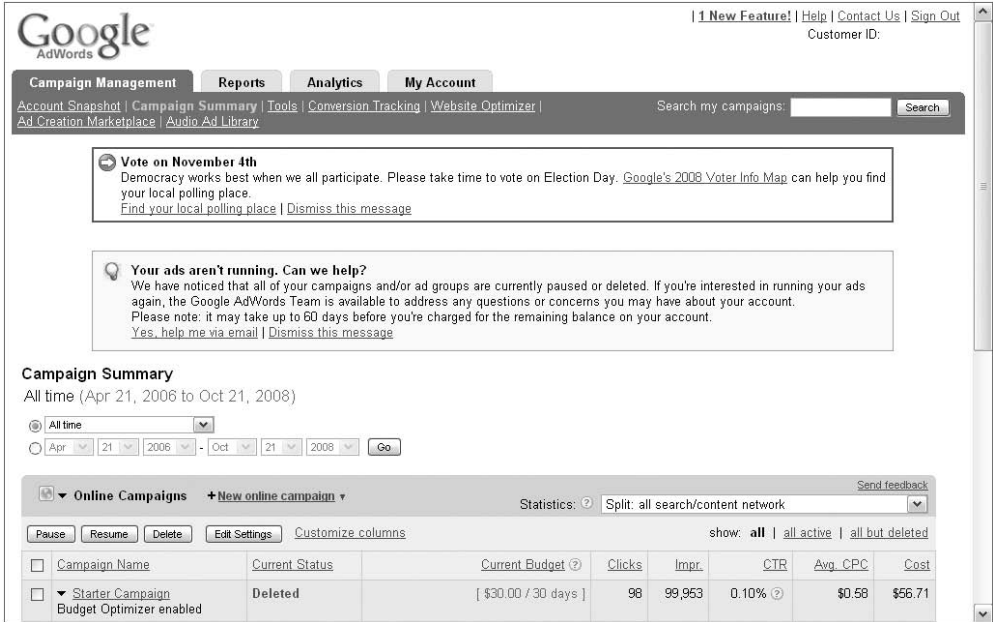 | 1 New Feature! | Help | Contact Us | Sign Out
Customer ID:
Google
AdWords
Campaign Management Reports Analytics My Account
Account Snapshot | Campaign Summary | Tools | Conversion Tracking | Website Optimizer |
Ad Creation Marketplace | Audio Ad Library
Search my campaigns: Search
Vote on November 4th
Democracy works best when we all participate. Please take time to vote on Election Day. Google's 2008 Voter Info Map can help you find
your local polling place.
Find your local polling place | Dismiss this message
Your ads aren't running. Can we help?
We have noticed that all of your campaigns and/or ad groups are currently paused or deleted. If you're interested in running your ads
again, the Google AdWords Team is available to address any questions or concerns you may have about your account.
Please note: it may take up to 60 days before you're charged for the remaining balance on your account.
Yes, help me via email | Dismiss this message
Campaign Summary
All time (Apr 21, 2006 to Oct 21, 2008)
All time
Apr 21 2006 - Oct 21 2008 Go
Send feedback
Online Campaigns +New online campaign
Statistics: ? Split: all search/content network
Pause Resume Delete Edit Settings Customize columns show: all | all active | all but deleted
Campaign Name Current Status Current Budget ? Clicks Impr. CTR Avg. CPC Cost
Starter Campaign Deleted [ $30.00 / 30 days ] 98 99,953 0.10% ? $0.58 $56.71
Budget Optimizer enabled